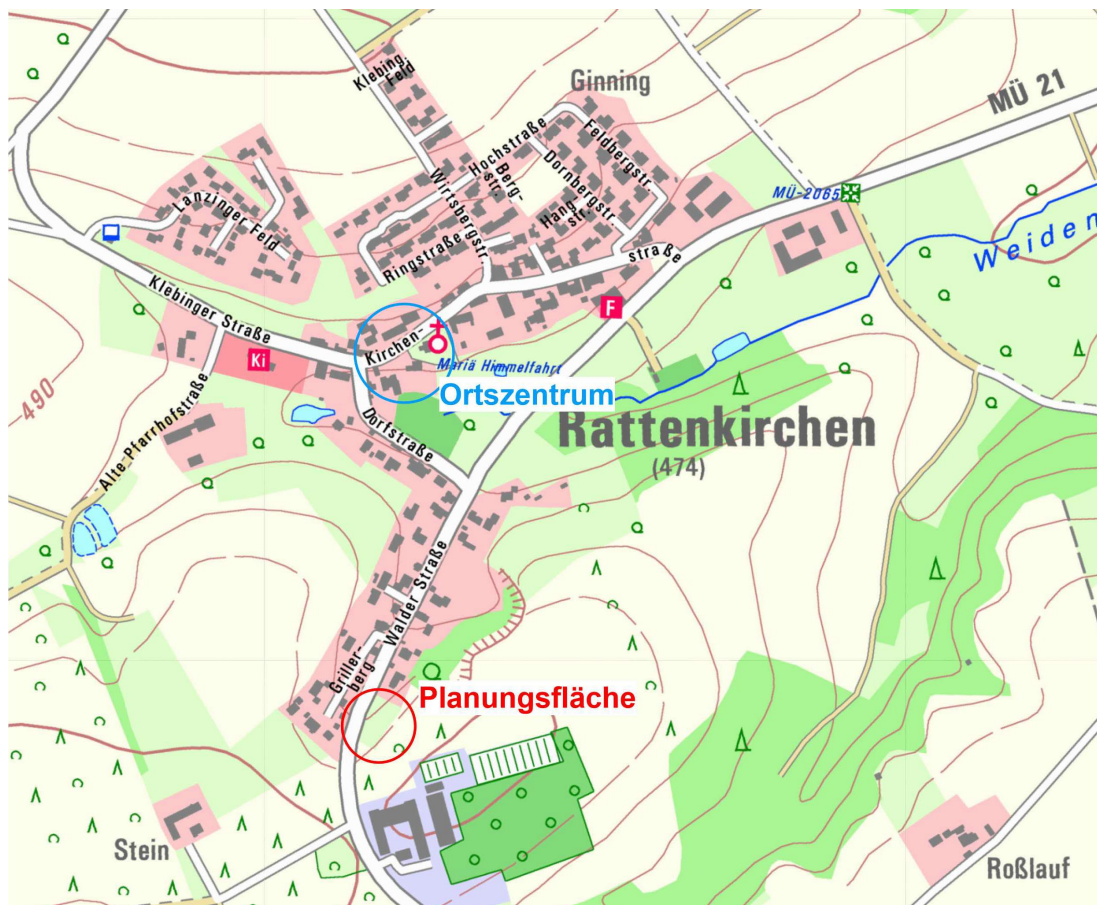 Klebing
Feld
Ginning
MÜ 21
Hochstraße
Feldbergstr.
Berg-
str.
Dornbergstr.
Hang-
str.
Wirlsbergstr.
MÜ-2065
Lanzinger Feld
Ringstraße
straße
Weiden
Klebinger Straße
F
Kirchen-
Ki
Mariä Himmelfahrt
Ortszentrum
490
Alte Pfarrhofstraße
Dorfstraße
Rattenkirchen
(474)
Walder Straße
Griller-
berg
Planungsfläche
Stein
Roßlauf